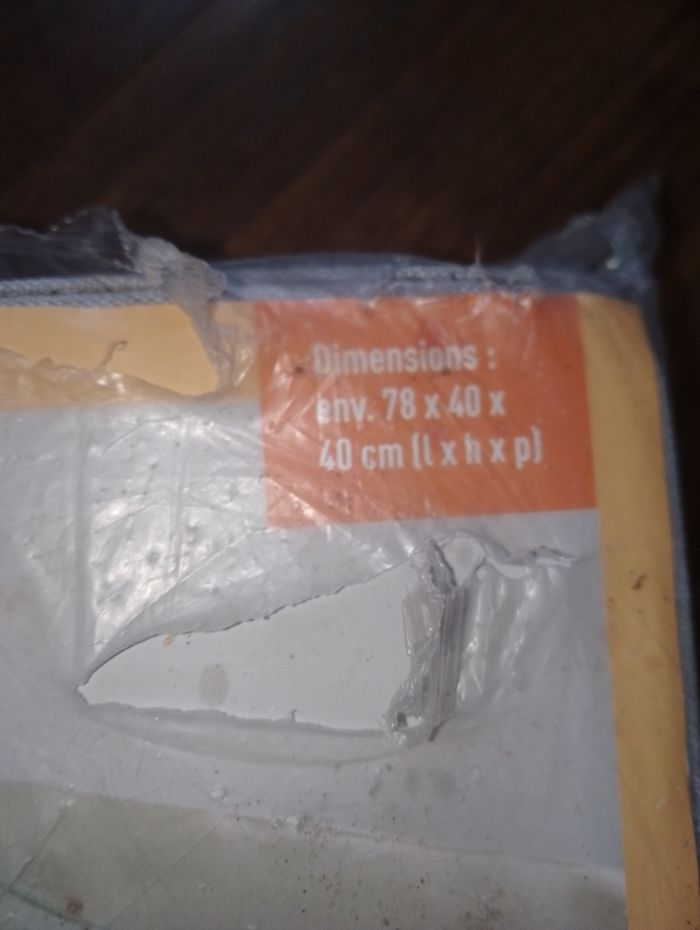 Dimensions :
env. 78 x 40 x
40 cm (l x h x p)